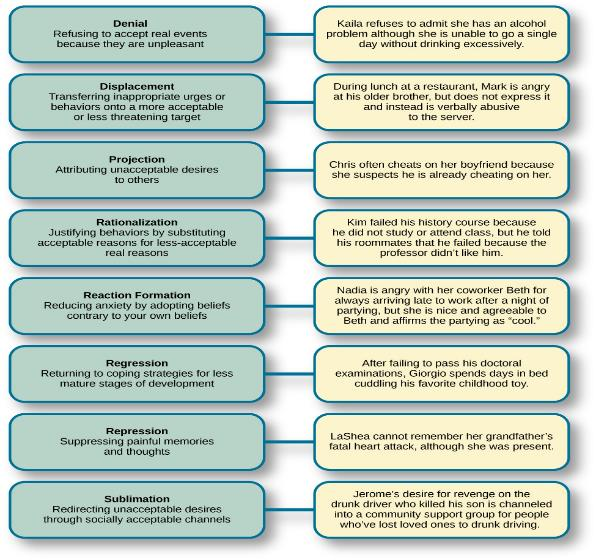 Denial
Refusing to accept real events
because they are unpleasant
Kaila refuses to admit she has an alcohol
problem although she is unable to go a single
day without drinking excessively.
Displacement
Transferring inappropriate urges or
behaviors onto a more acceptable
or less threatening target
During lunch at a restaurant, Mark is angry
at his older brother, but does not express it
and instead is verbally abusive
to the server.
Projection
Attributing unacceptable desires
to others
Chris often cheats on her boyfriend because
she suspects he is already cheating on her.
Rationalization
Justifying behaviors by substituting
acceptable reasons for less-acceptable
real reasons
Kim failed his history course because
he did not study or attend class, but he told
his roommates that he failed because the
professor didn’t like him.
Reaction Formation
Reducing anxiety by adopting beliefs
contrary to your own beliefs
Nadia is angry with her coworker Beth for
always arriving late to work after a night of
partying, but she is nice and agreeable to
Beth and affirms the partying as “cool.”
Regression
Returning to coping strategies for less
mature stages of development
After failing to pass his doctoral
examinations, Giorgio spends days in bed
cuddling his favorite childhood toy.
Repression
Suppressing painful memories
and thoughts
LaShea cannot remember her grandfather’s
fatal heart attack, although she was present.
Sublimation
Redirecting unacceptable desires
through socially acceptable channels
Jerome’s desire for revenge on the
drunk driver who killed his son is channeled
into a community support group for people
who’ve lost loved ones to drunk driving.